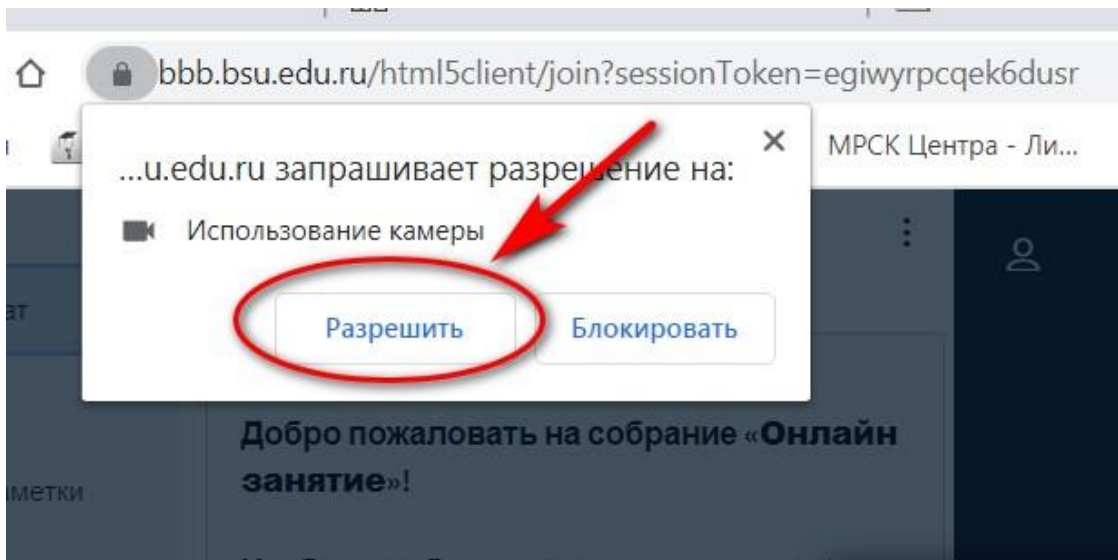 bbb.bsu.edu.ru/html5client/join?sessionToken=egiwyrpcqek6dusr
МРСК Центра - Ли...
...u.edu.ru запрашивает разрешение на:
Использование камеры
Разрешить Блокировать
Добро пожаловать на собрание «Онлайн
занятие»!